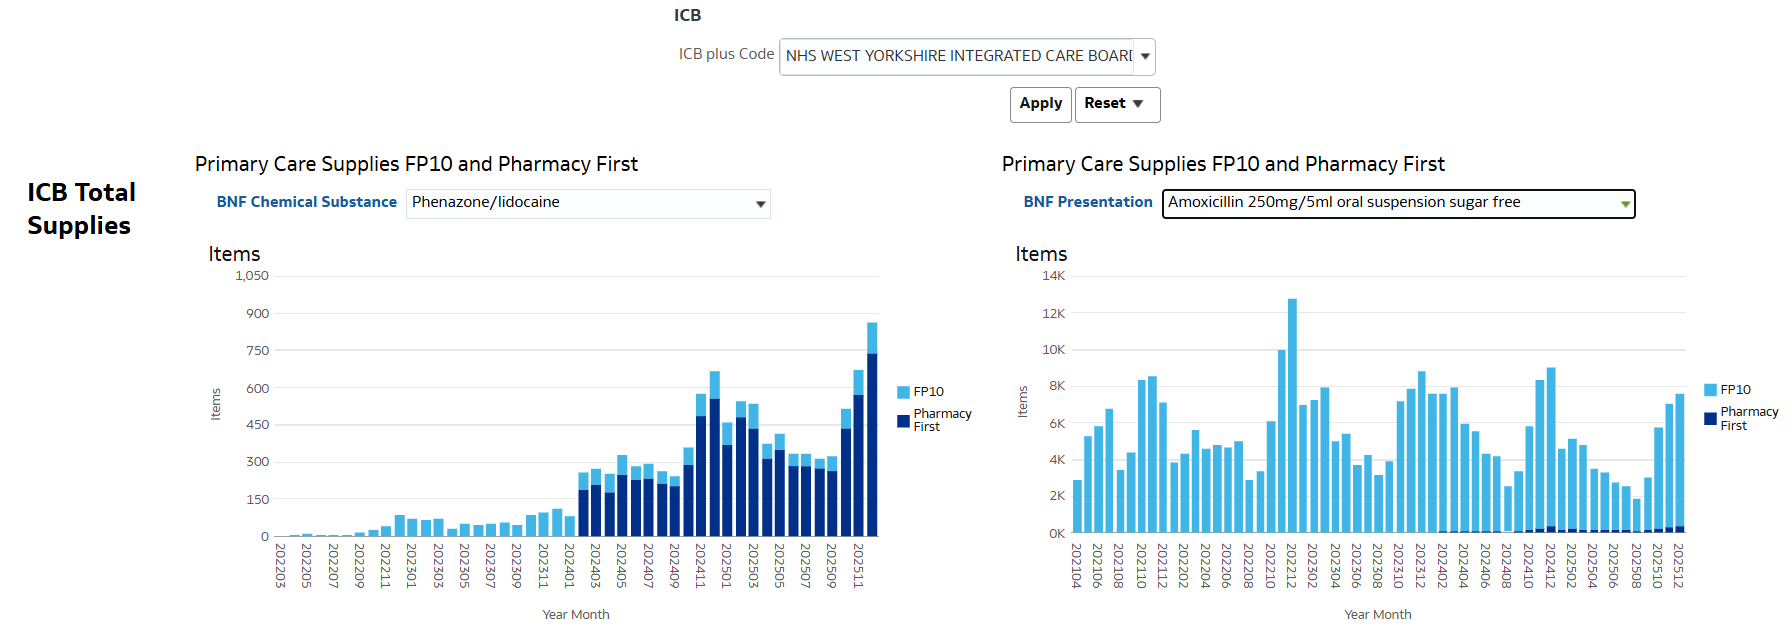 ICB
ICB plus Code
NHS WEST YORKSHIRE INTEGRATED CARE BOARD
Apply
Reset
ICB Total
Supplies
Primary Care Supplies FP10 and Pharmacy First
BNF Chemical Substance
Phenazone/lidocaine
Items
1,050
900
750
600
450
300
150
0
Items
202203
202205
202207
202209
202211
202301
202303
202305
202307
202309
202311
202401
202403
202405
202407
202409
202411
202501
202503
202505
202507
202509
202511
Year Month
FP10
Pharmacy
First
Primary Care Supplies FP10 and Pharmacy First
BNF Presentation
Amoxicillin 250mg/5ml oral suspension sugar free
Items
14K
12K
10K
8K
6K
4K
2K
0K
Items
202104
202106
202108
202110
202112
202202
202204
202206
202208
202210
202212
202302
202304
202306
202308
202310
202312
202402
202404
202406
202408
202410
202412
202502
202504
202506
202508
202510
202512
Year Month
FP10
Pharmacy
First